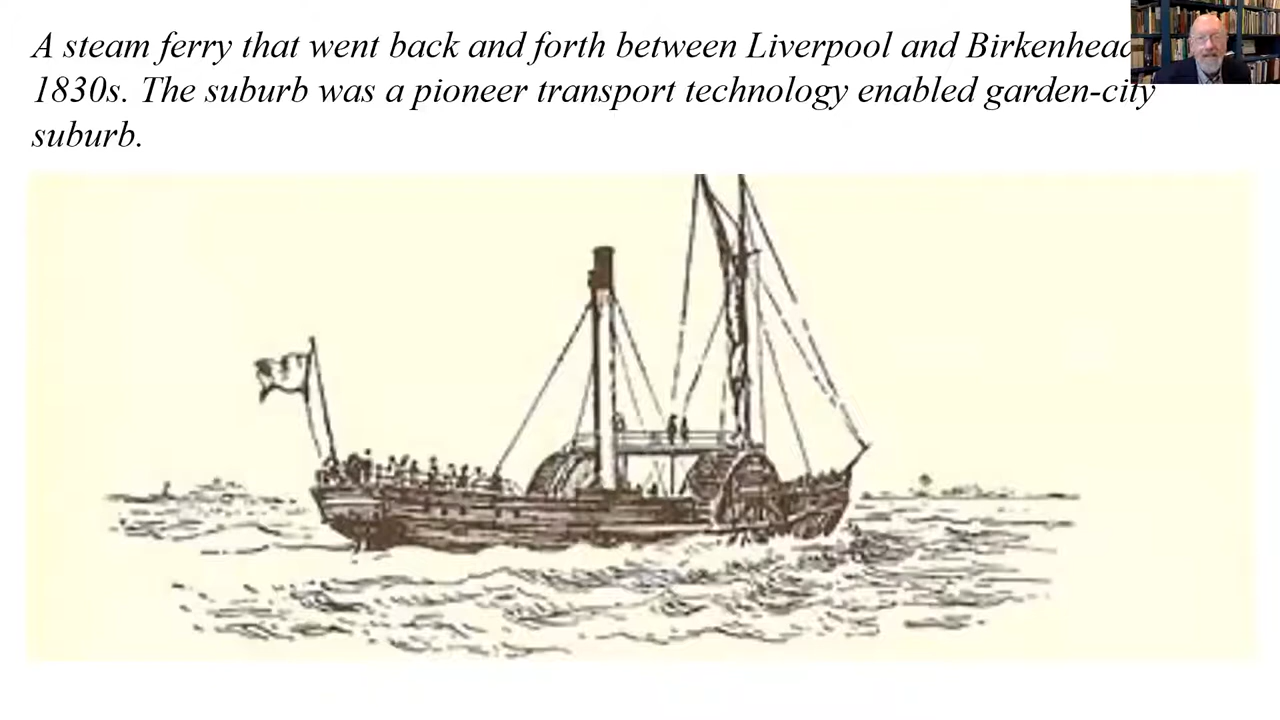 A steam ferry that went back and forth between Liverpool and Birkenhead
1830s. The suburb was a pioneer transport technology enabled garden-city
suburb.